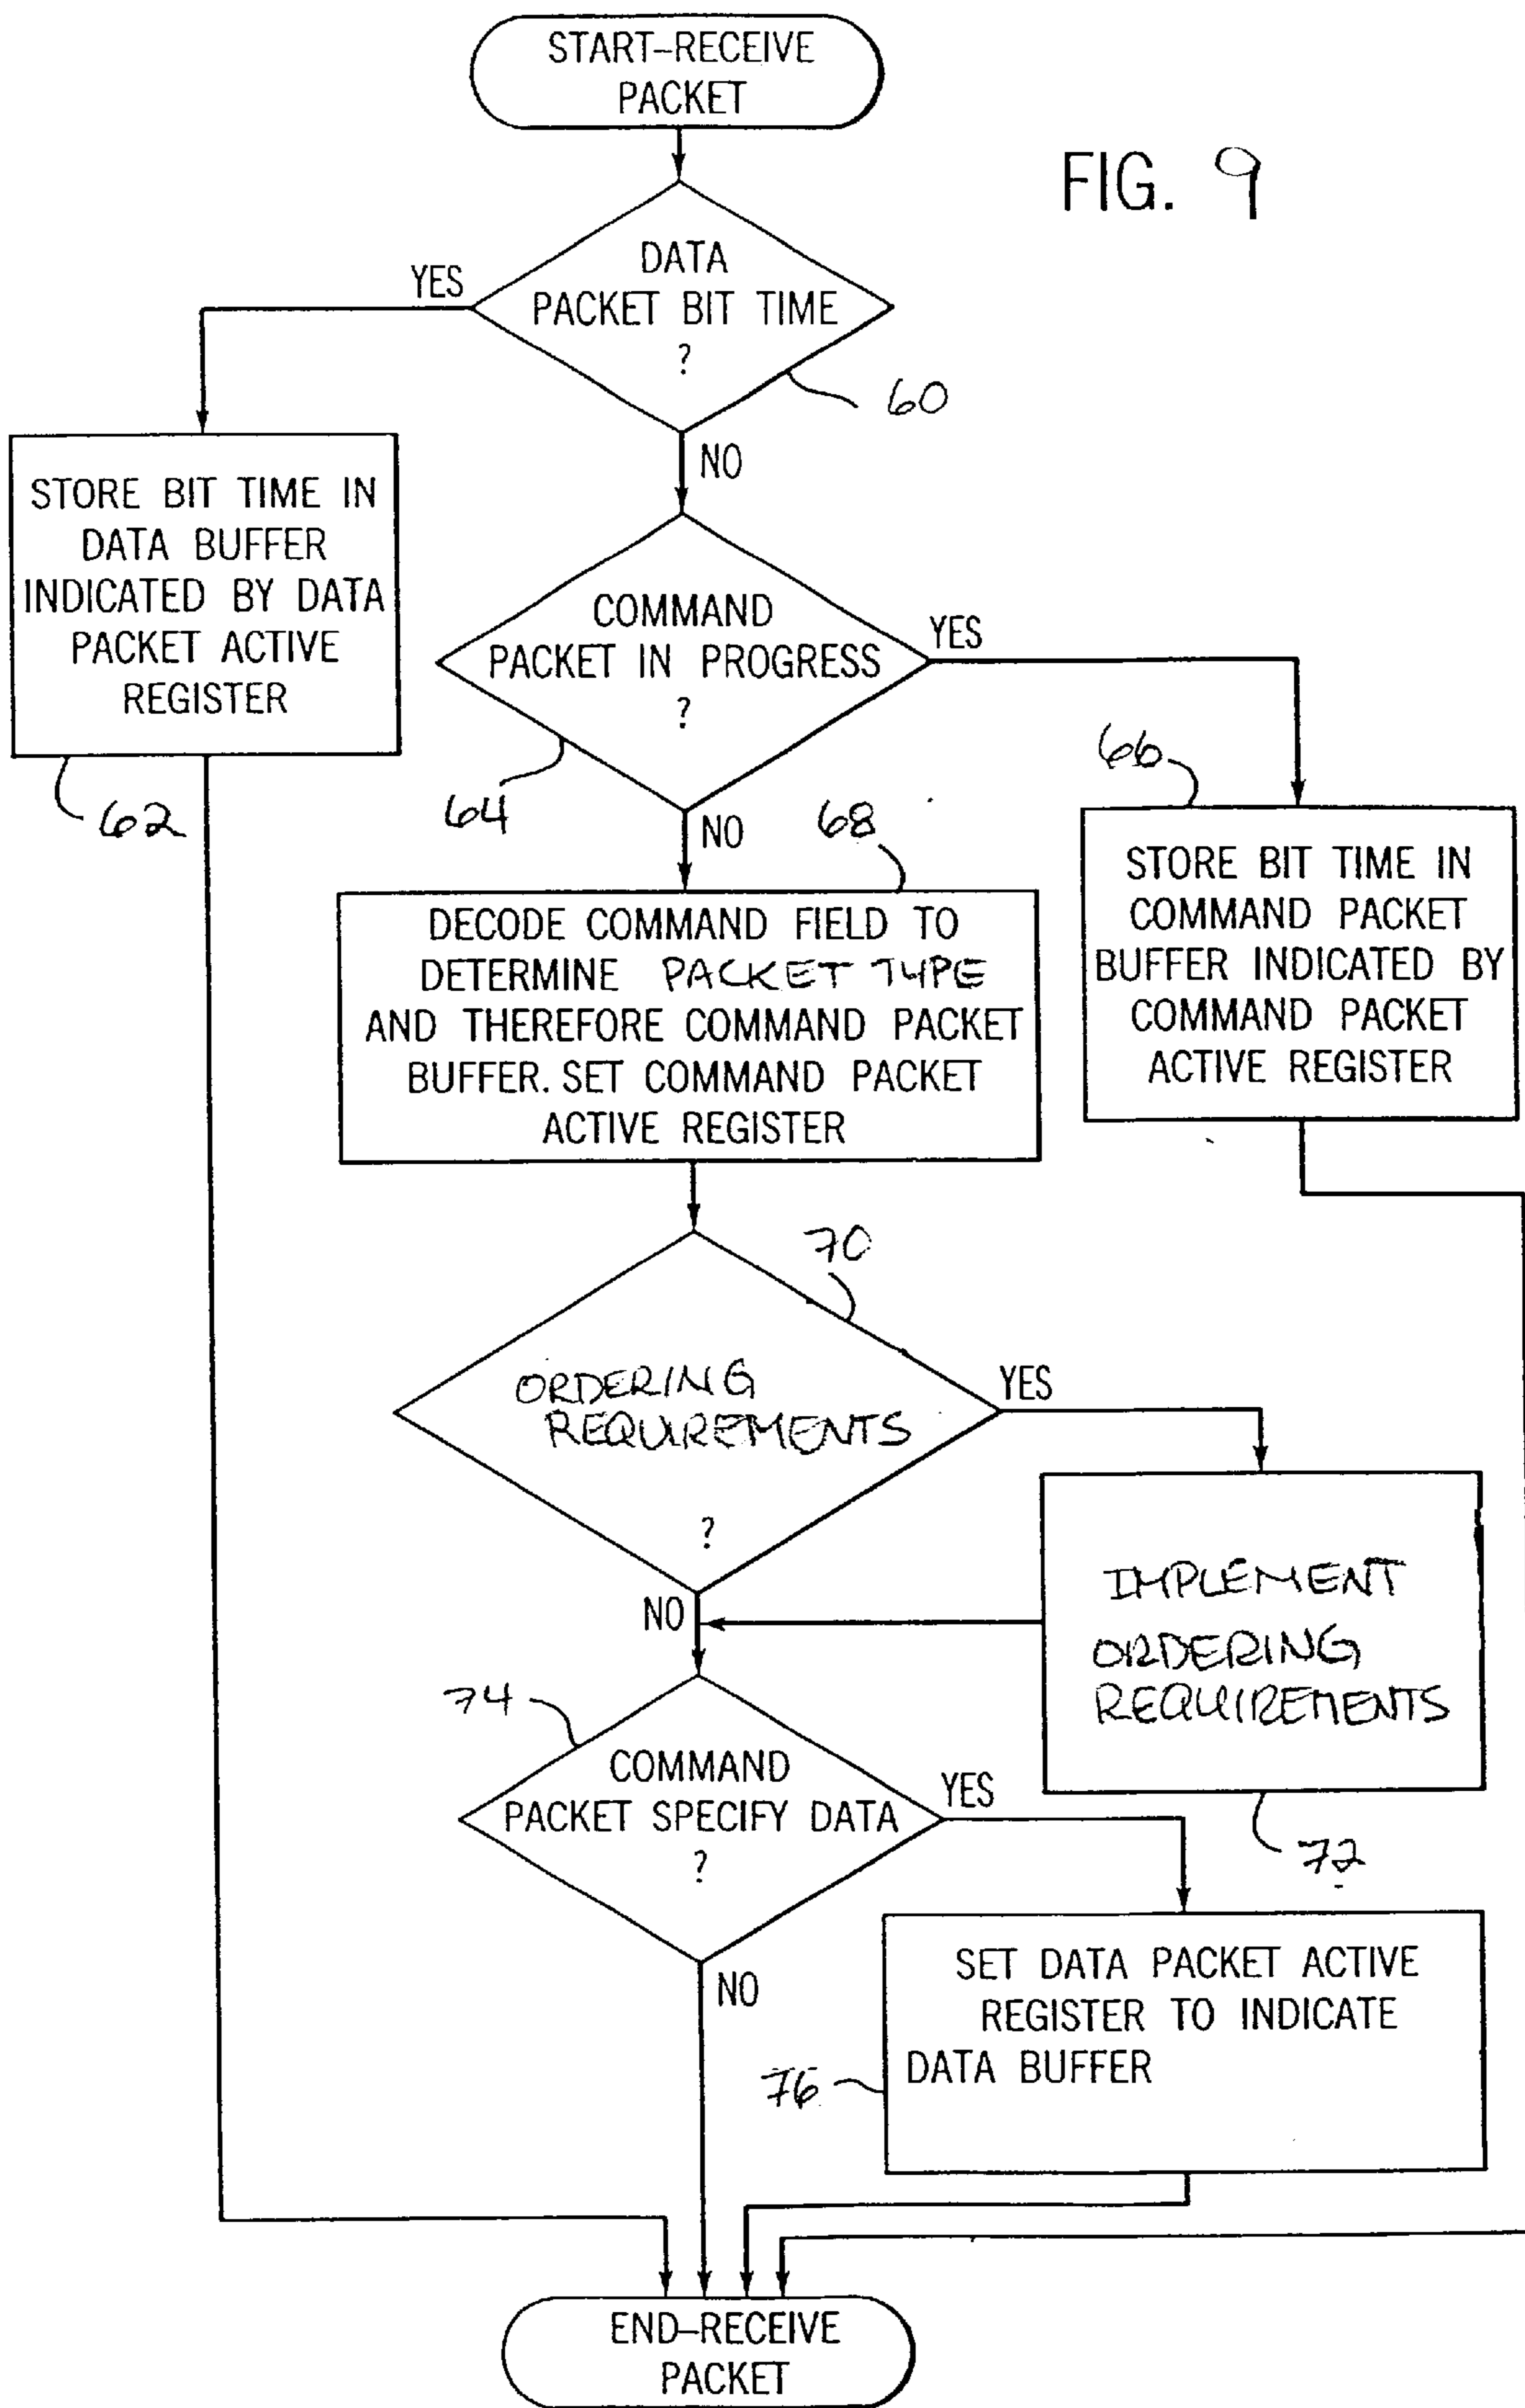 START-RECEIVE
PACKET
FIG. 9
DATA
PACKET BIT TIME
?
YES
60
NO
STORE BIT TIME IN
DATA BUFFER
INDICATED BY DATA
PACKET ACTIVE
REGISTER
62
COMMAND
PACKET IN PROGRESS
?
YES
64
NO
66
STORE BIT TIME IN
COMMAND PACKET
BUFFER INDICATED BY
COMMAND PACKET
ACTIVE REGISTER
68
DECODE COMMAND FIELD TO
DETERMINE PACKET TYPE
AND THEREFORE COMMAND PACKET
BUFFER. SET COMMAND PACKET
ACTIVE REGISTER
70
ORDERING
REQUIREMENTS
?
YES
NO
IMPLEMENT
ORDERING
REQUIREMENTS
72
74
COMMAND
PACKET SPECIFY DATA
?
YES
NO
SET DATA PACKET ACTIVE
REGISTER TO INDICATE
DATA BUFFER
76
END-RECEIVE
PACKET